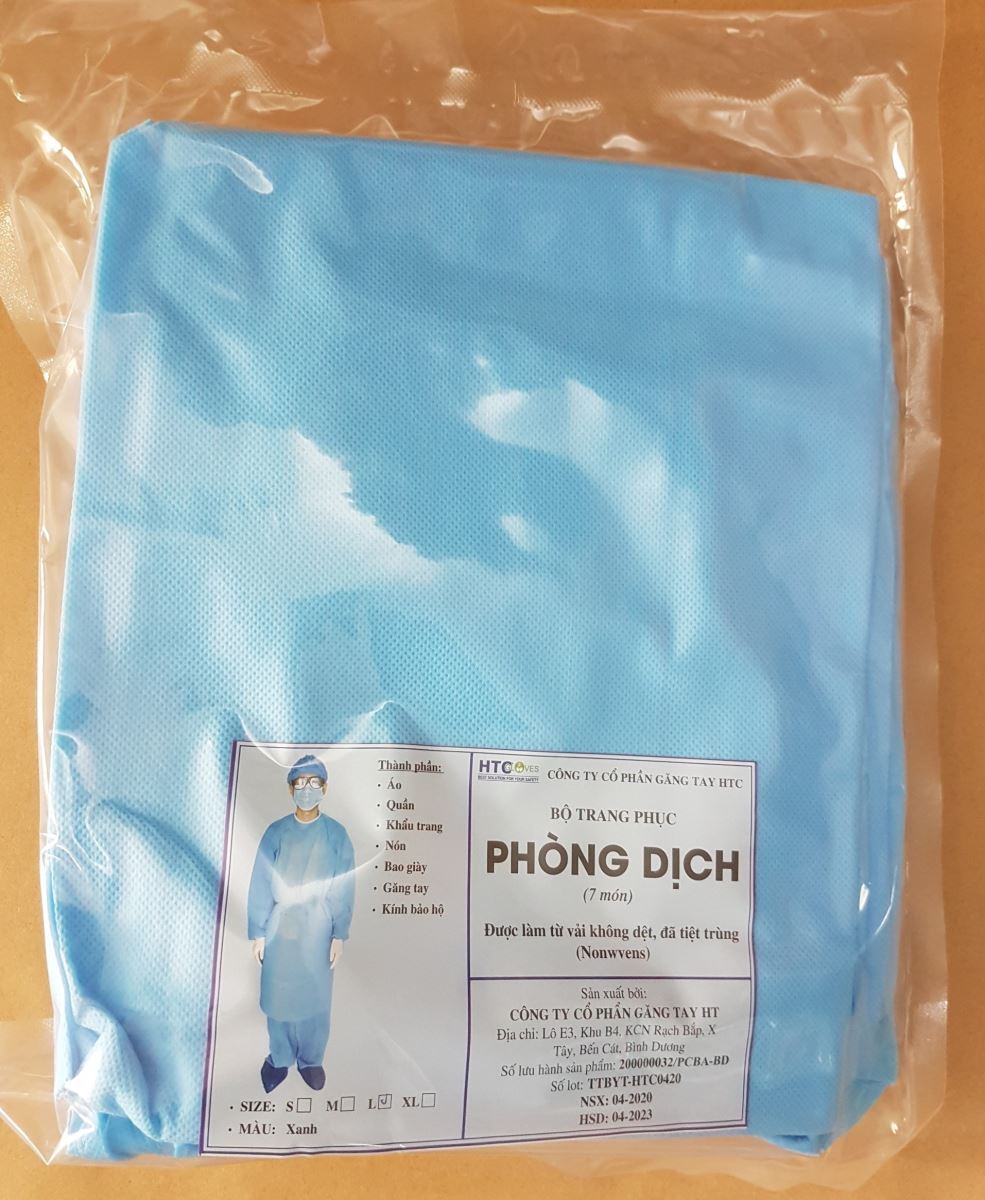 Thành phần:
• Áo
• Quần
• Khẩu trang
• Nón
• Bao giày
• Găng tay
• Kính bảo hộ
• SIZE: S☐ M☐ L☑ XL☐
• MÀU: Xanh
HTC GLOVES
BEST SOLUTION FOR YOUR SAFETY
CÔNG TY CỔ PHẦN GĂNG TAY HTC
BỘ TRANG PHỤC
PHÒNG DỊCH
(7 món)
Được làm từ vải không dệt, đã tiệt trùng
(Nonwvens)
Sản xuất bởi:
CÔNG TY CỔ PHẦN GĂNG TAY HT
Địa chỉ: Lô E3, Khu B4, KCN Rạch Bắp, X
Tây, Bến Cát, Bình Dương
Số lưu hành sản phẩm: 200000032/PCBA-BD
Số lot: TTBYT-HTC0420
NSX: 04-2020
HSD: 04-2023